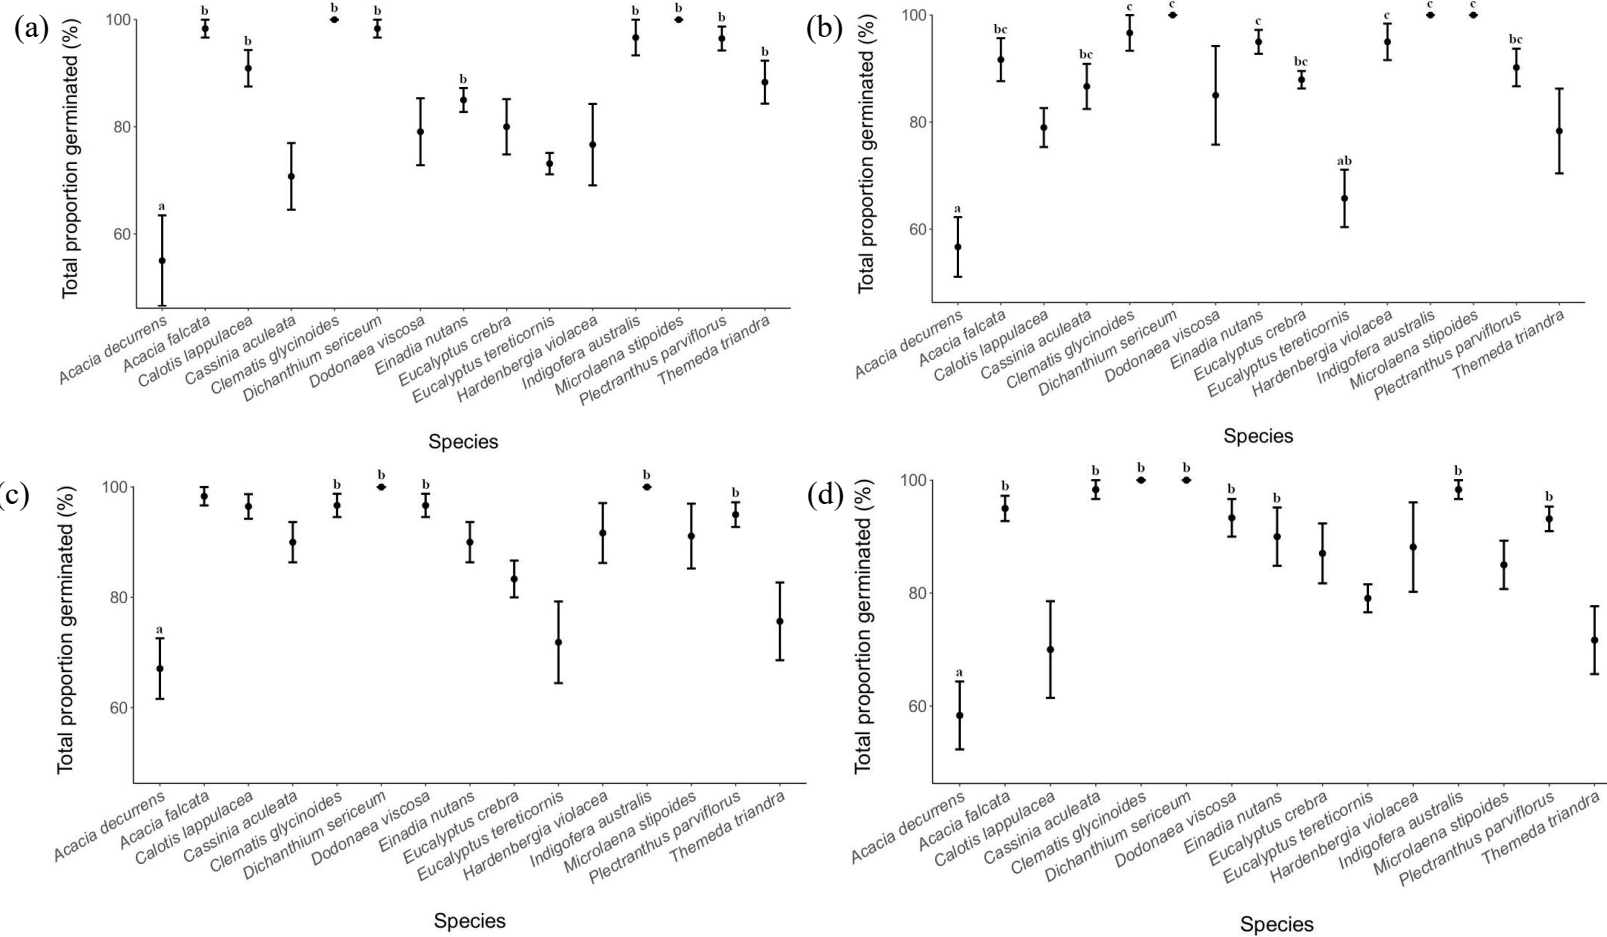 (a)
Total proportion germinated (%)
100
80
60
a
b
b
b
b
b
b
b
b
b
Acacia decurrens
Acacia falcata
Calotis lappulacea
Cassinia aculeata
Clematis glycinoides
Dichanthium sericeum
Dodonaea viscosa
Einadia nutans
Eucalyptus crebra
Eucalyptus tereticornis
Hardenbergia violacea
Indigofera australis
Microlaena stipoides
Plectranthus parviflorus
Themeda triandra
Species
(b)
Total proportion germinated (%)
100
80
60
a
bc
bc
c
c
c
bc
ab
c
c
c
bc
Acacia decurrens
Acacia falcata
Calotis lappulacea
Cassinia aculeata
Clematis glycinoides
Dichanthium sericeum
Dodonaea viscosa
Einadia nutans
Eucalyptus crebra
Eucalyptus tereticornis
Hardenbergia violacea
Indigofera australis
Microlaena stipoides
Plectranthus parviflorus
Themeda triandra
Species
(c)
Total proportion germinated (%)
100
80
60
a
b
b
b
b
b
Acacia decurrens
Acacia falcata
Calotis lappulacea
Cassinia aculeata
Clematis glycinoides
Dichanthium sericeum
Dodonaea viscosa
Einadia nutans
Eucalyptus crebra
Eucalyptus tereticornis
Hardenbergia violacea
Indigofera australis
Microlaena stipoides
Plectranthus parviflorus
Themeda triandra
Species
(d)
Total proportion germinated (%)
100
80
60
a
b
b
b
b
b
b
b
b
Acacia decurrens
Acacia falcata
Calotis lappulacea
Cassinia aculeata
Clematis glycinoides
Dichanthium sericeum
Dodonaea viscosa
Einadia nutans
Eucalyptus crebra
Eucalyptus tereticornis
Hardenbergia violacea
Indigofera australis
Microlaena stipoides
Plectranthus parviflorus
Themeda triandra
Species